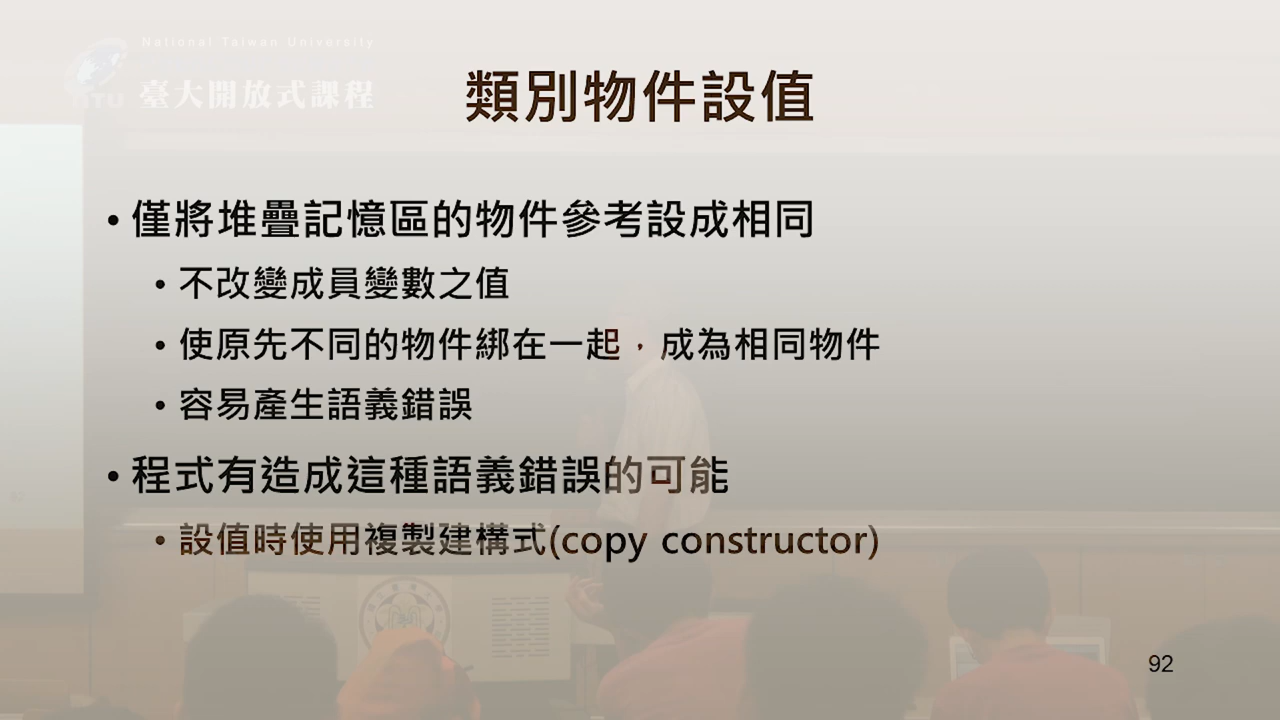 National Taiwan University
NTU 臺大開放式課程
類別物件設值
• 僅將堆疊記憶區的物件參考設成相同
• 不改變成員變數之值
• 使原先不同的物件綁在一起，成為相同物件
• 容易產生語義錯誤
• 程式有造成這種語義錯誤的可能
• 設值時使用複製建構式(copy constructor)
92